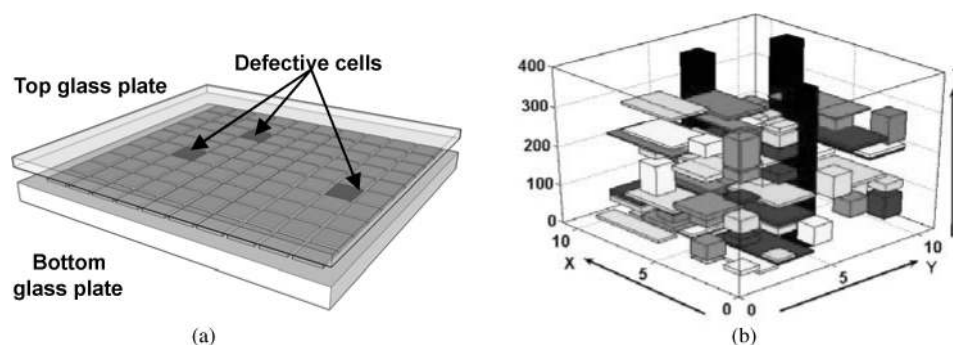 Defective cells
Top glass plate
Bottom
glass plate
(a)
400
300
200
100
0
10
X
5
0
0
5
Y
10
(b)